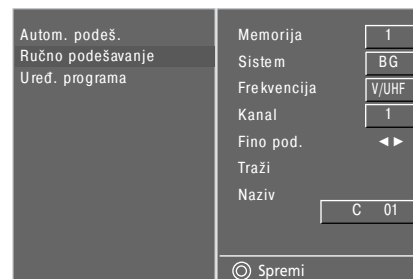 Autom. podeš.
Ručno podešavanje
Uređ. programa
Memorija 1
Sistem BG
Frekvencija V/UHF
Kanal 1
Fino pod. ◄►
Traži
Naziv
C 01
Spremi